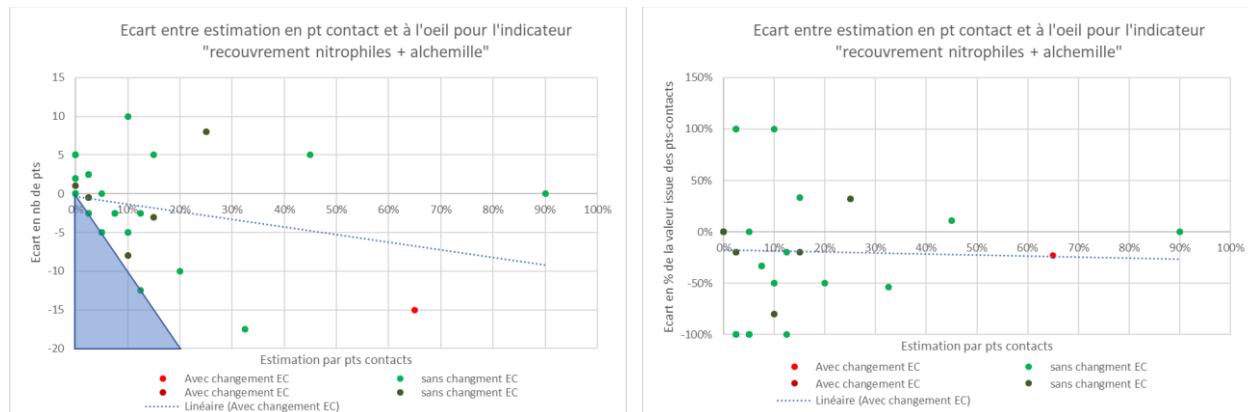 Ecart entre estimation en pt contact et à l'oeil pour l'indicateur
"recouvrement nitrophiles + alchemille"
15
10
5
0
-5
-10
-15
-20
Ecart en nb de pts
0% 10% 20% 30% 40% 50% 60% 70% 80% 90% 100%
Estimation par pts contacts
Avec changement EC sans changment EC
Avec changement EC sans changment EC
Linéaire (Avec changement EC)
Ecart entre estimation en pt contact et à l'oeil pour l'indicateur
"recouvrement nitrophiles + alchemille"
150%
100%
50%
0%
-50%
-100%
Ecart en % de la valeur issue des pts-contacts
0% 10% 20% 30% 40% 50% 60% 70% 80% 90% 100%
Estimation par pts contacts
Avec changement EC sans changment EC
Avec changement EC sans changment EC
Linéaire (Avec changement EC)